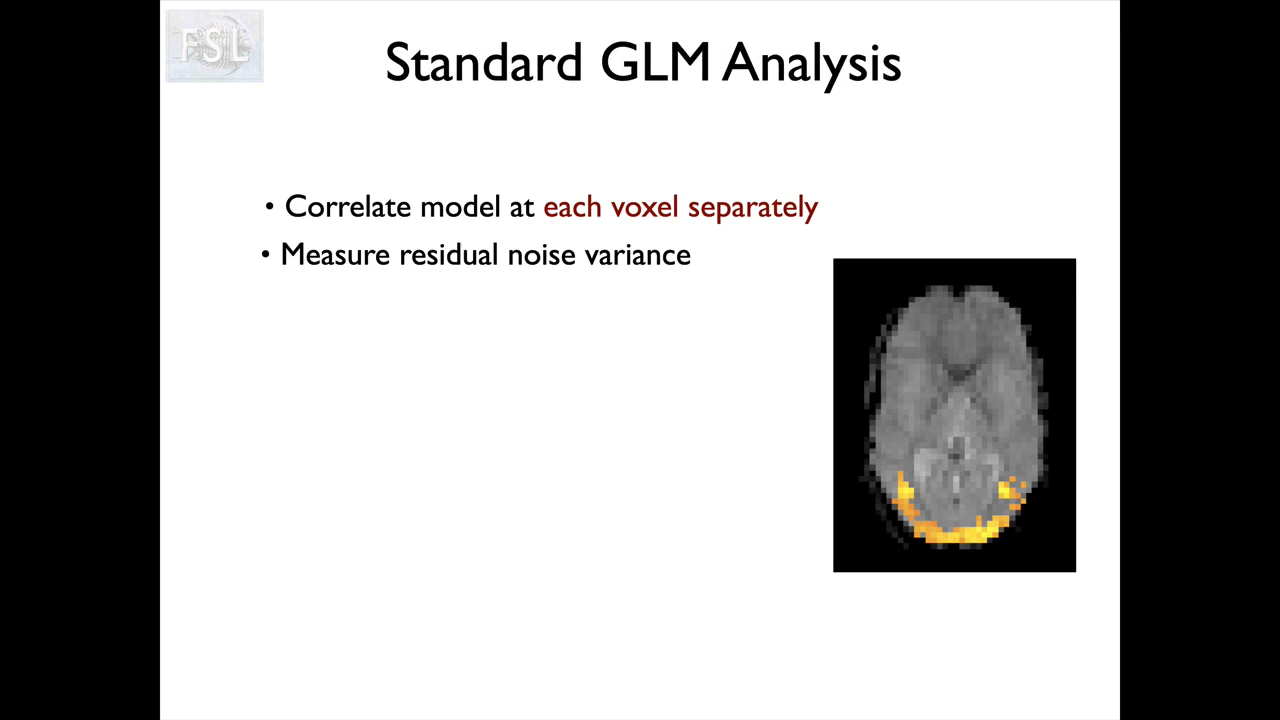 FSL
Standard GLM Analysis
• Correlate model at each voxel separately
• Measure residual noise variance